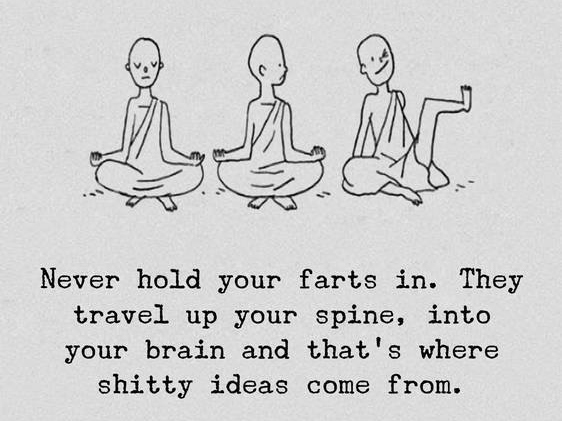 Never hold your farts in. They
travel up your spine, into
your brain and that's where
shitty ideas come from.